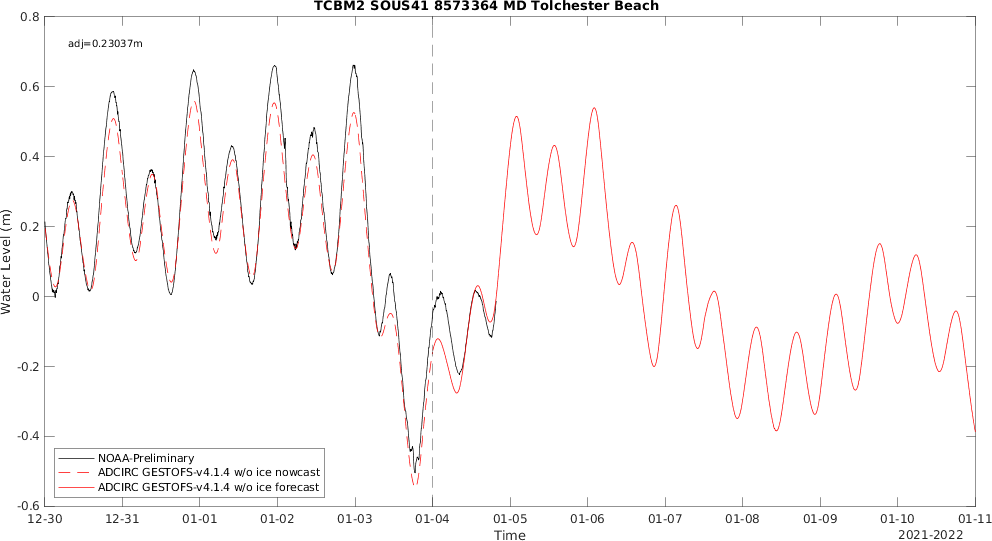 TCBM2 SOUS41 8573364 MD Tolchester Beach
adj=0.23037m
Water Level (m)
0.8
0.6
0.4
0.2
0
-0.2
-0.4
-0.6
NOAA-Preliminary
ADCIRC GESTOFS-v4.1.4 w/o ice nowcast
ADCIRC GESTOFS-v4.1.4 w/o ice forecast
12-30 12-31 01-01 01-02 01-03 01-04 01-05 01-06 01-07 01-08 01-09 01-10 01-11
Time
2021-2022